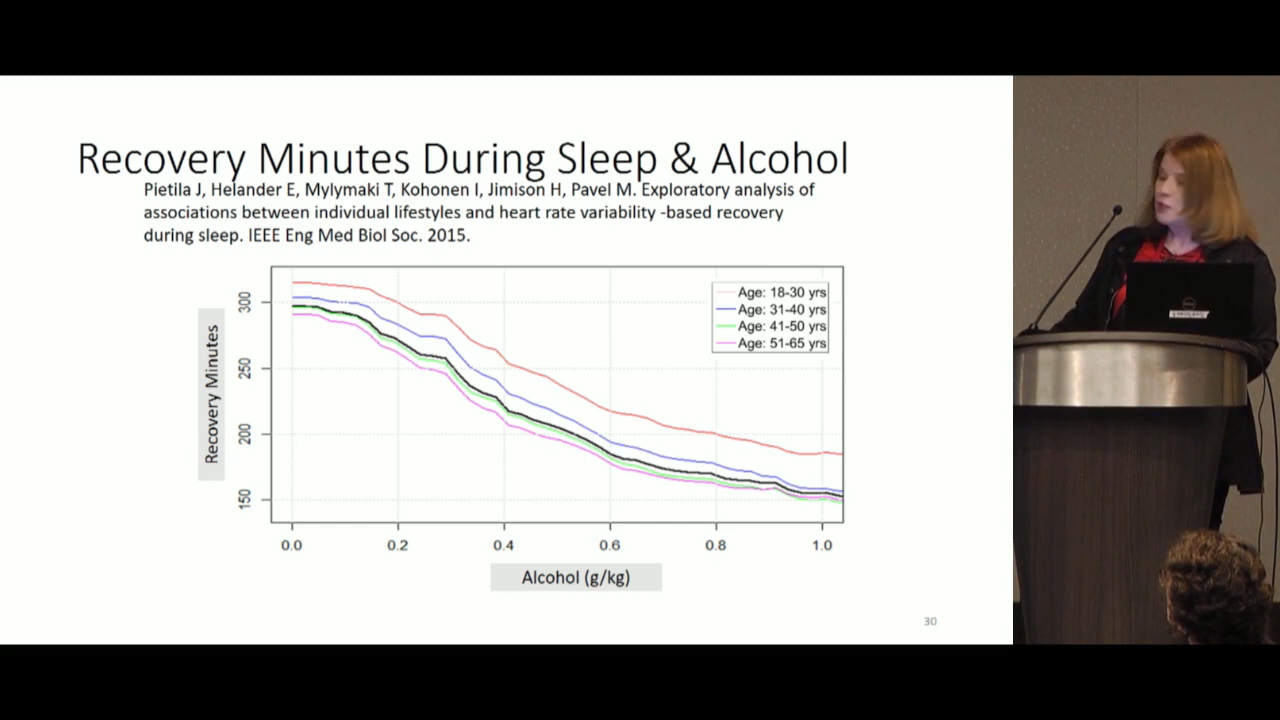 Recovery Minutes During Sleep & Alcohol
Pietila J, Helander E, Mylymaki T, Kohonen I, Jimison H, Pavel M. Exploratory analysis of
associations between individual lifestyles and heart rate variability -based recovery
during sleep. IEEE Eng Med Biol Soc. 2015.
Recovery Minutes
300
250
200
150
Age: 18-30 yrs
Age: 31-40 yrs
Age: 41-50 yrs
Age: 51-65 yrs
0.0 0.2 0.4 0.6 0.8 1.0
Alcohol (g/kg)
30
DELL